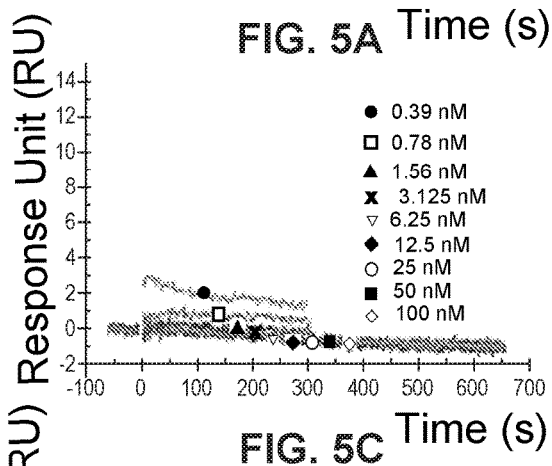 FIG. 5A Time (s)
Response Unit (RU)
14
12
10
8
6
4
2
0
-2
0.39 nM
0.78 nM
1.56 nM
3.125 nM
6.25 nM
12.5 nM
25 nM
50 nM
100 nM
-100 0 100 200 300 400 500 600 700
RU)
FIG. 5C Time (s)